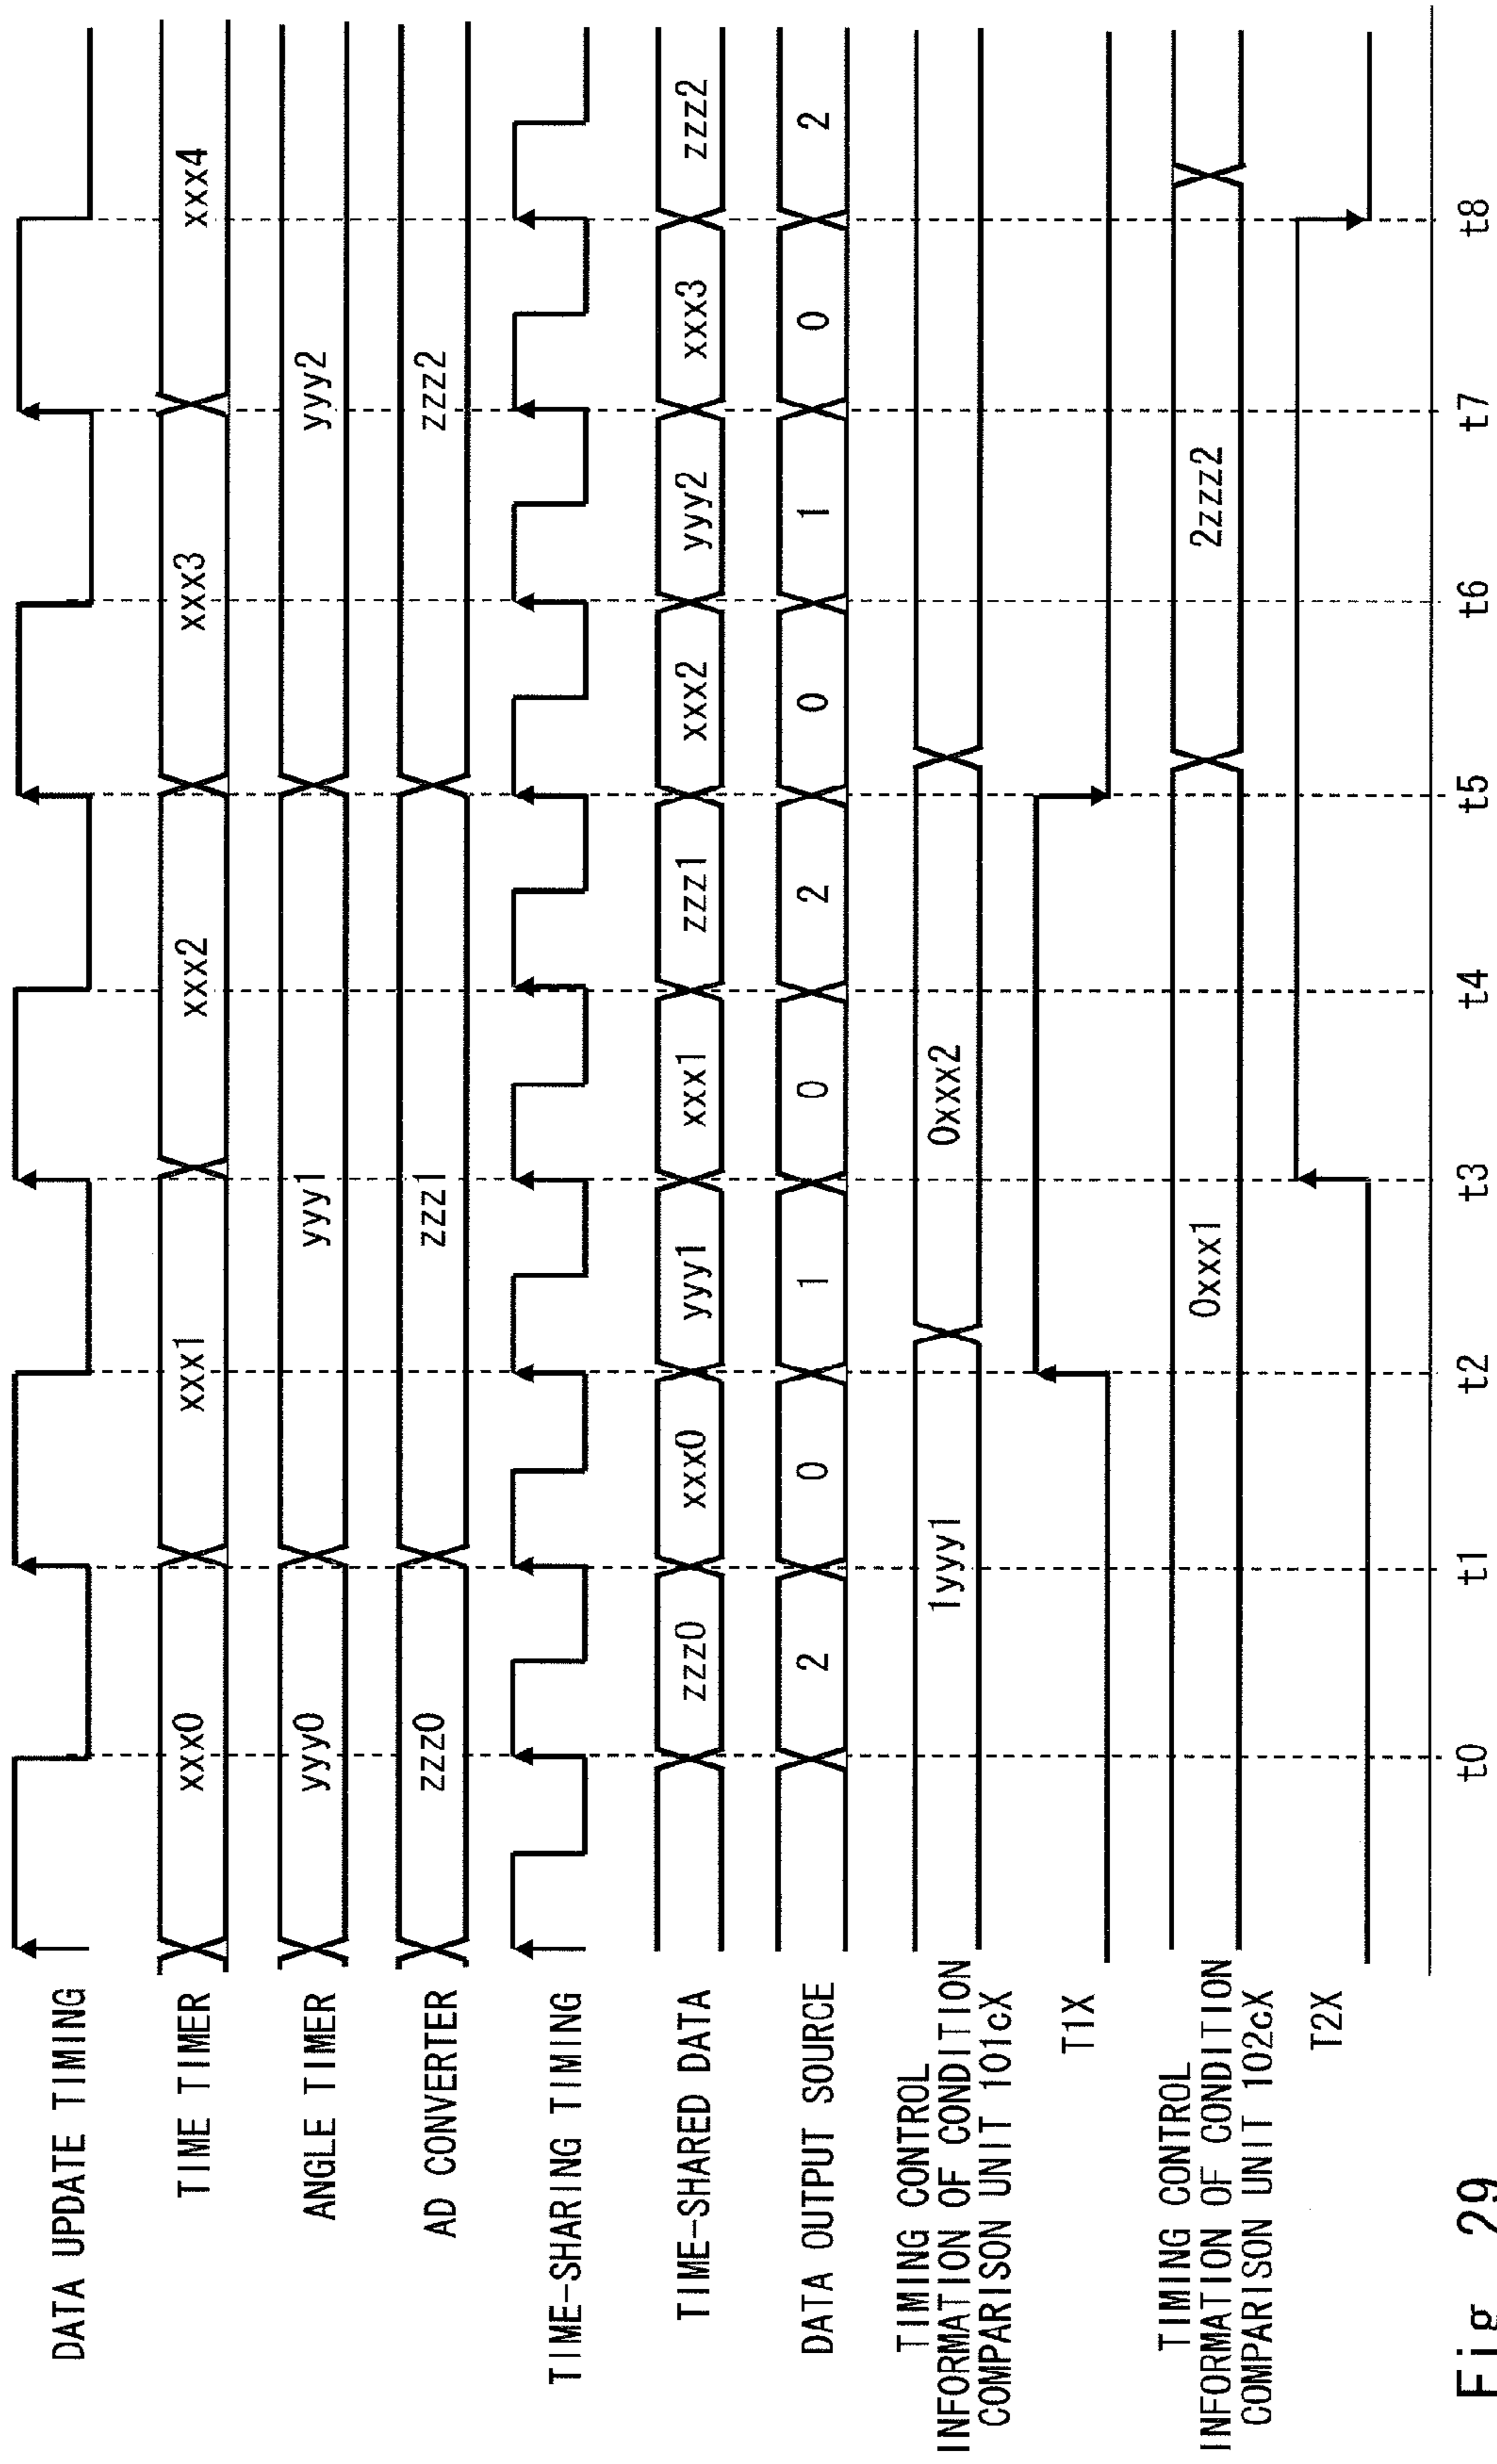 DATA UPDATE TIMING
TIME TIMER
xxx0 xxx1 xxx2 xxx3 xxx4
ANGLE TIMER
yyy0 yyy1 yyy2
AD CONVERTER
zzz0 zzz1 zzz2
TIME-SHARING TIMING
TIME-SHARED DATA
zzz0 xxx0 yyy1 xxx1 zzz1 xxx2 yyy2 xxx3 zzz2
DATA OUTPUT SOURCE
2 0 1 0 2 0 1 0 2
TIMING CONTROL
INFORMATION OF CONDITION
COMPARISON UNIT 101cX
1yyy1 0xxx2
T1X
TIMING CONTROL
INFORMATION OF CONDITION
COMPARISON UNIT 102cX
0xxx1 2zzz2
T2X
t0 t1 t2 t3 t4 t5 t6 t7 t8
Fig. 29